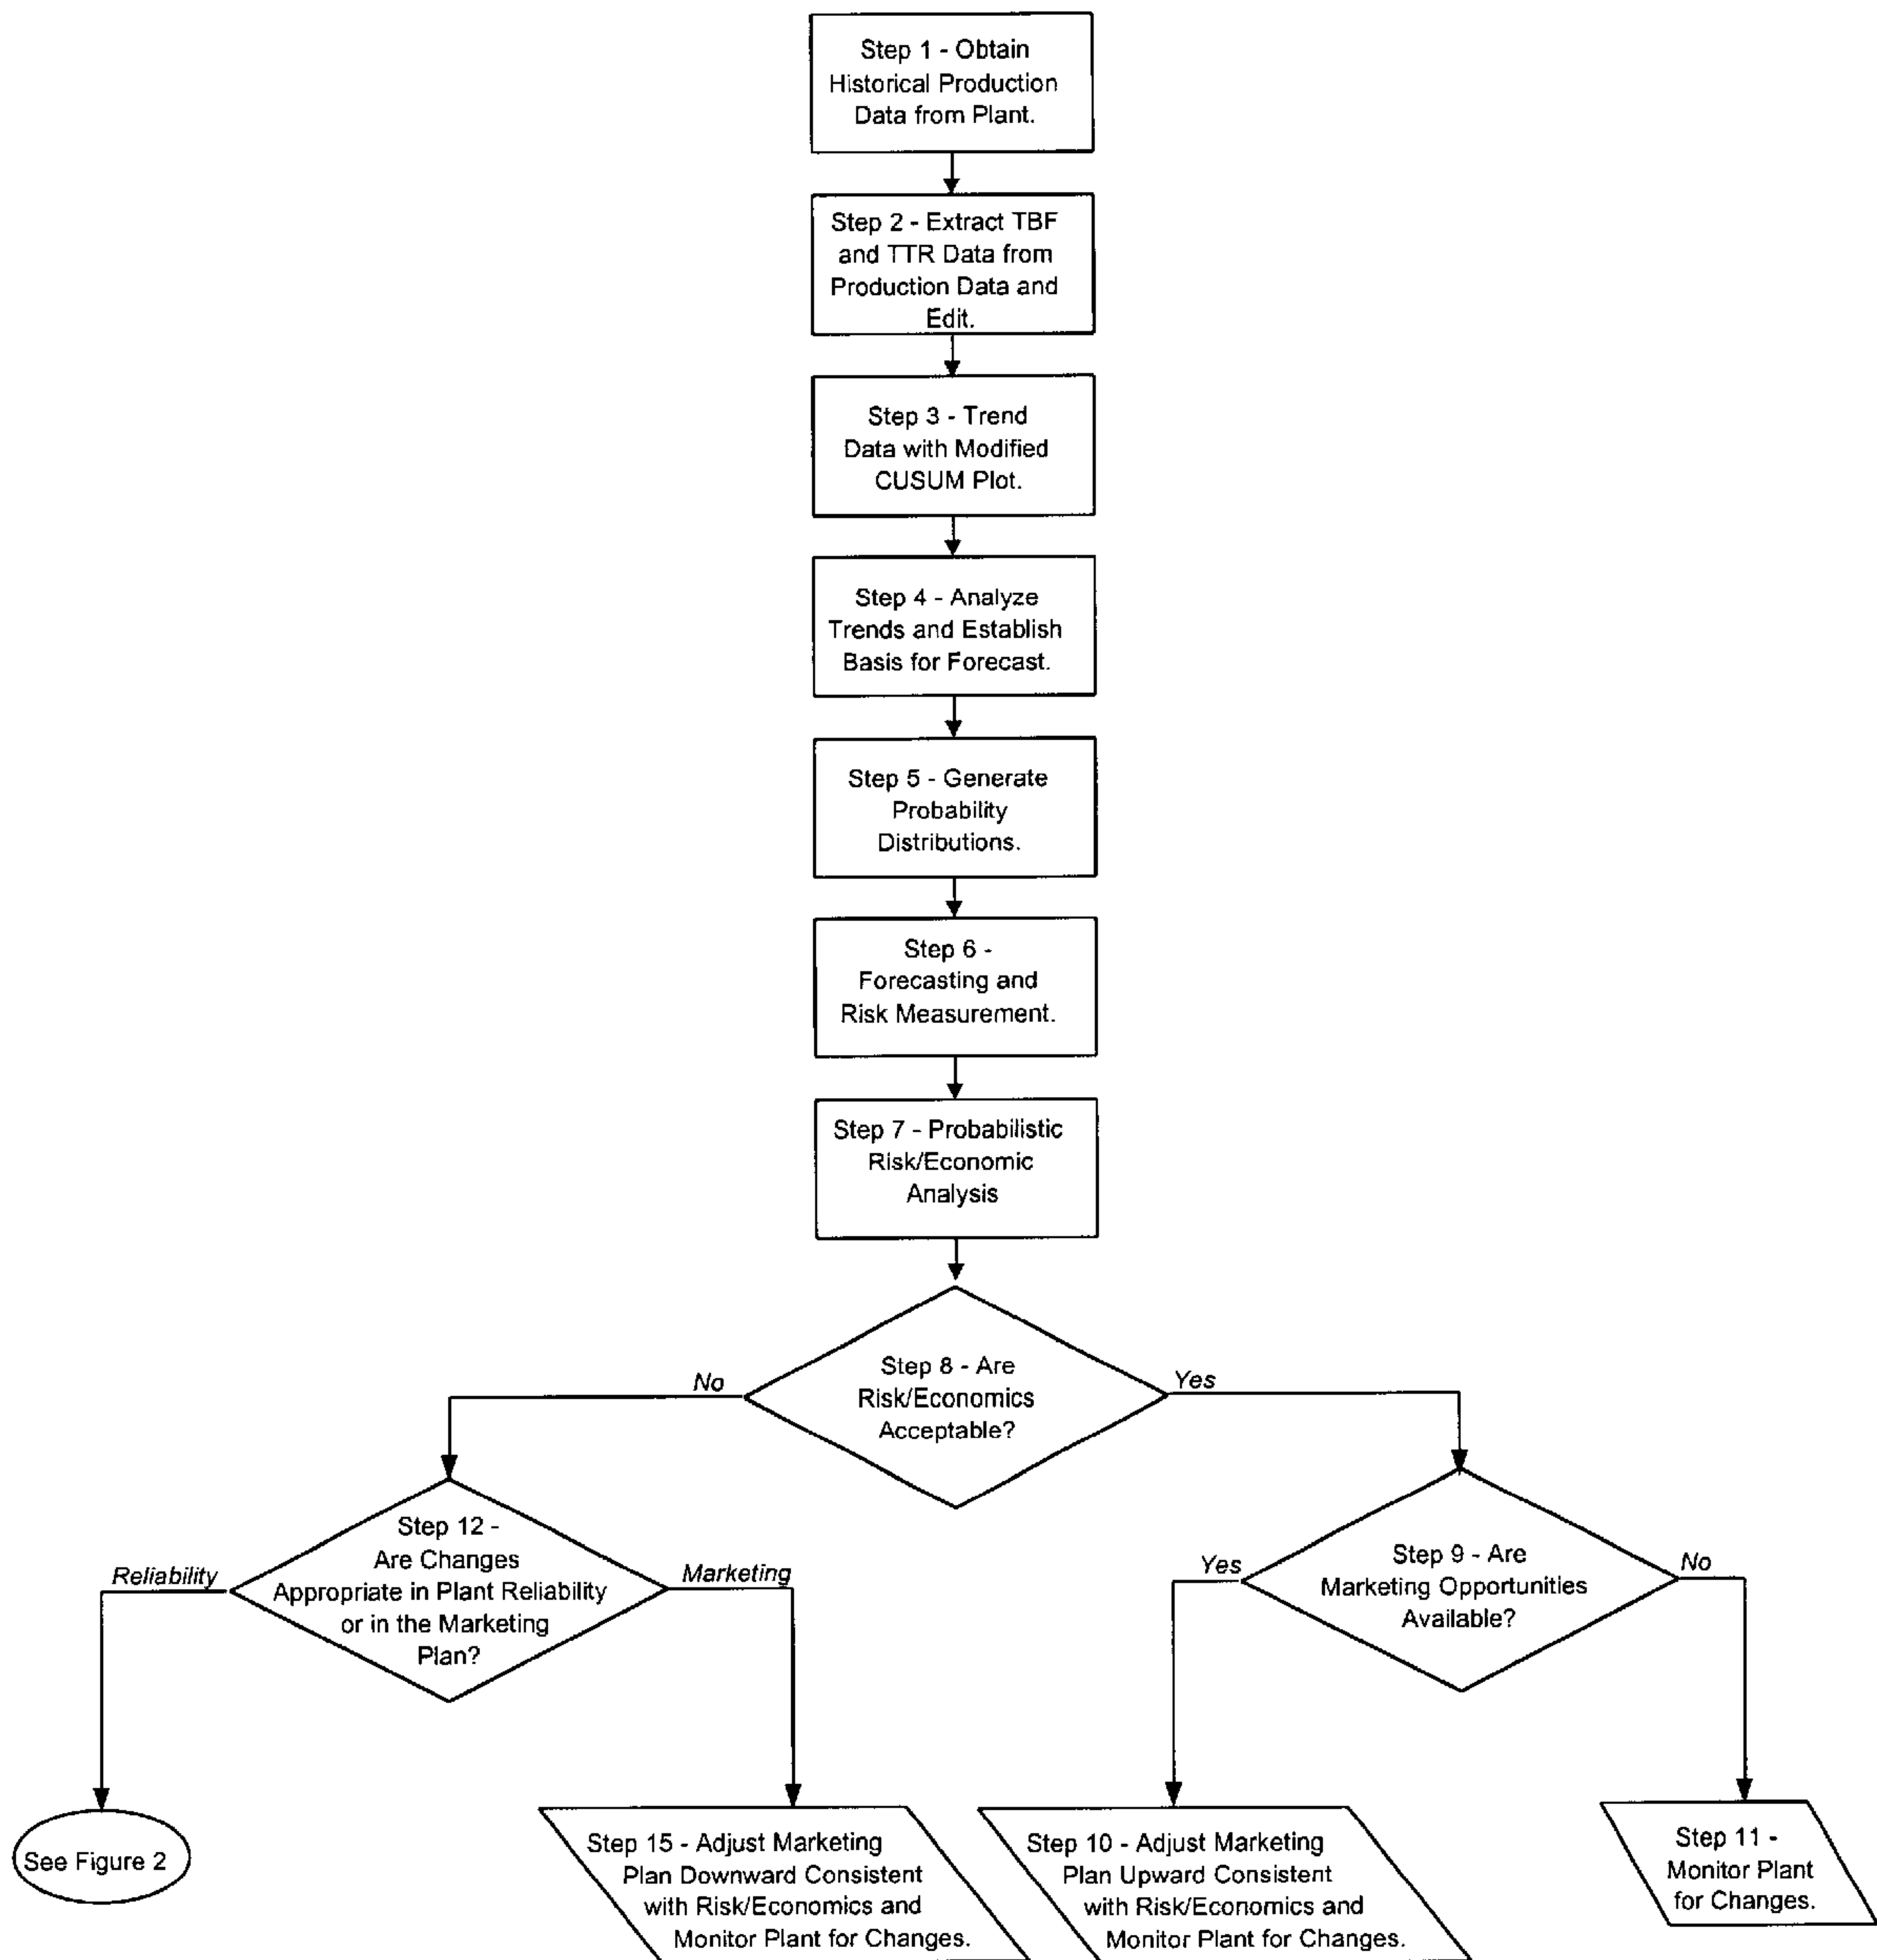 Step 1 - Obtain
Historical Production
Data from Plant.
Step 2 - Extract TBF
and TTR Data from
Production Data and
Edit.
Step 3 - Trend
Data with Modified
CUSUM Plot.
Step 4 - Analyze
Trends and Establish
Basis for Forecast.
Step 5 - Generate
Probability
Distributions.
Step 6 -
Forecasting and
Risk Measurement.
Step 7 - Probabilistic
Risk/Economic
Analysis
Step 8 - Are
Risk/Economics
Acceptable?
No
Yes
Step 12 -
Are Changes
Appropriate in Plant Reliability
or in the Marketing
Plan?
Reliability
Marketing
Step 9 - Are
Marketing Opportunities
Available?
Yes
No
See Figure 2
Step 15 - Adjust Marketing
Plan Downward Consistent
with Risk/Economics and
Monitor Plant for Changes.
Step 10 - Adjust Marketing
Plan Upward Consistent
with Risk/Economics and
Monitor Plant for Changes.
Step 11 -
Monitor Plant
for Changes.